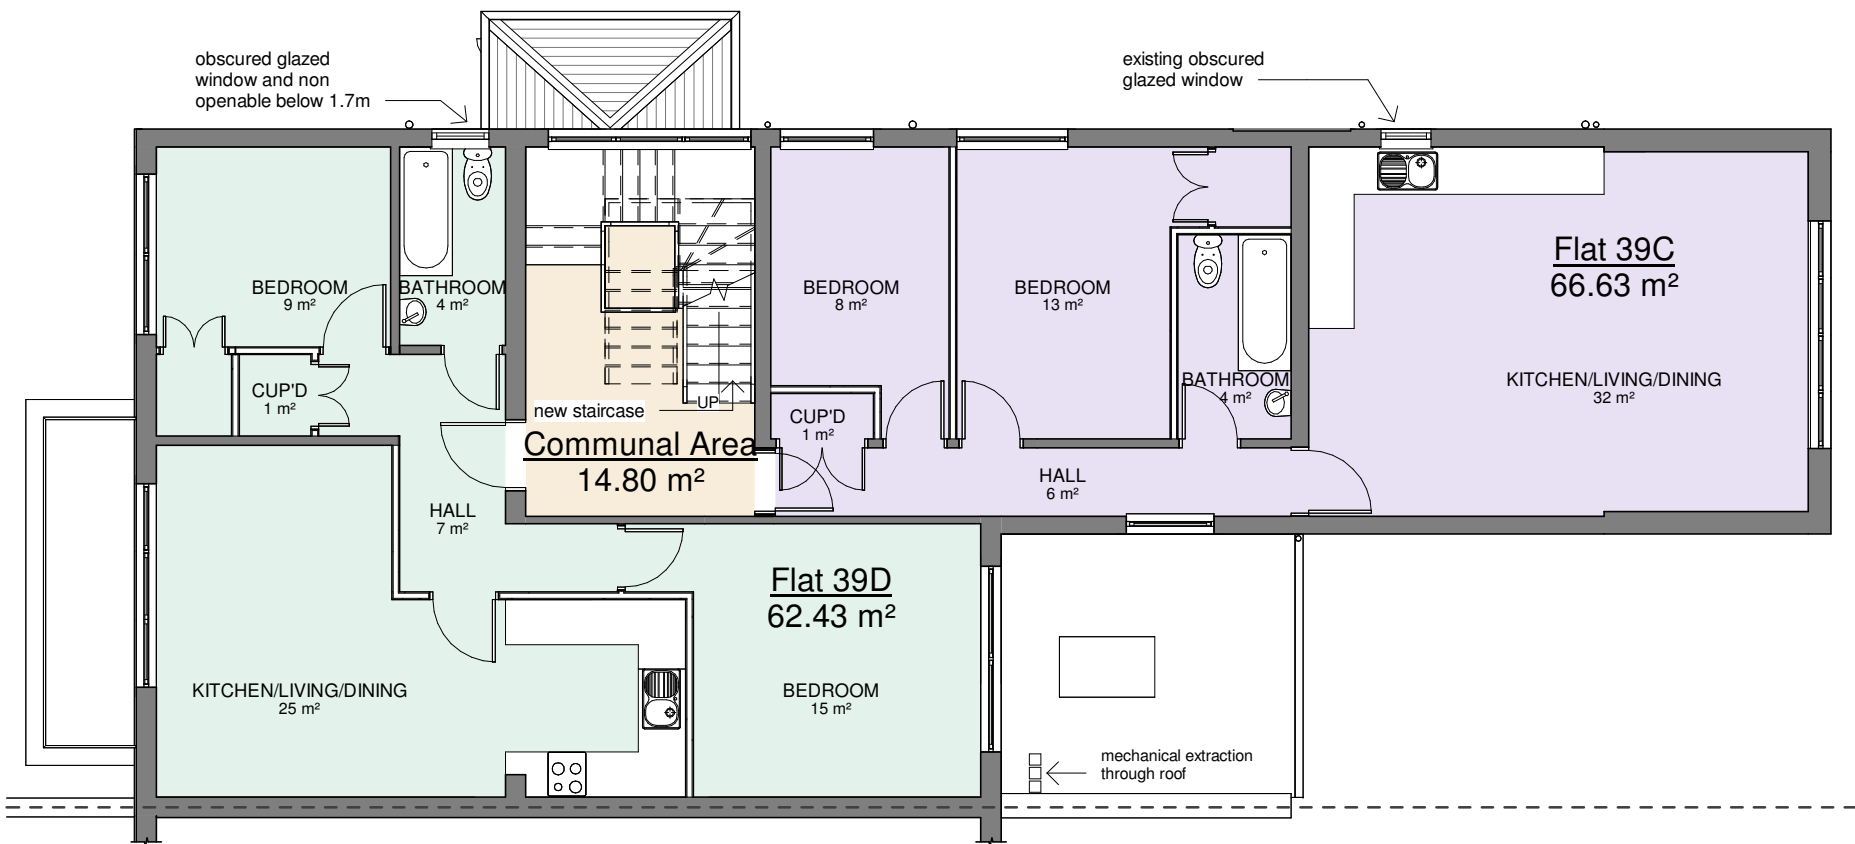 obscured glazed
window and non
openable below 1.7m
existing obscured
glazed window
BEDROOM
9 m²
BATHROOM
4 m²
CUP'D
1 m²
new staircase
UP
Communal Area
14.80 m²
BEDROOM
8 m²
BEDROOM
13 m²
CUP'D
1 m²
BATHROOM
4 m²
HALL
6 m²
Flat 39C
66.63 m²
KITCHEN/LIVING/DINING
32 m²
HALL
7 m²
Flat 39D
62.43 m²
KITCHEN/LIVING/DINING
25 m²
BEDROOM
15 m²
mechanical extraction
through roof